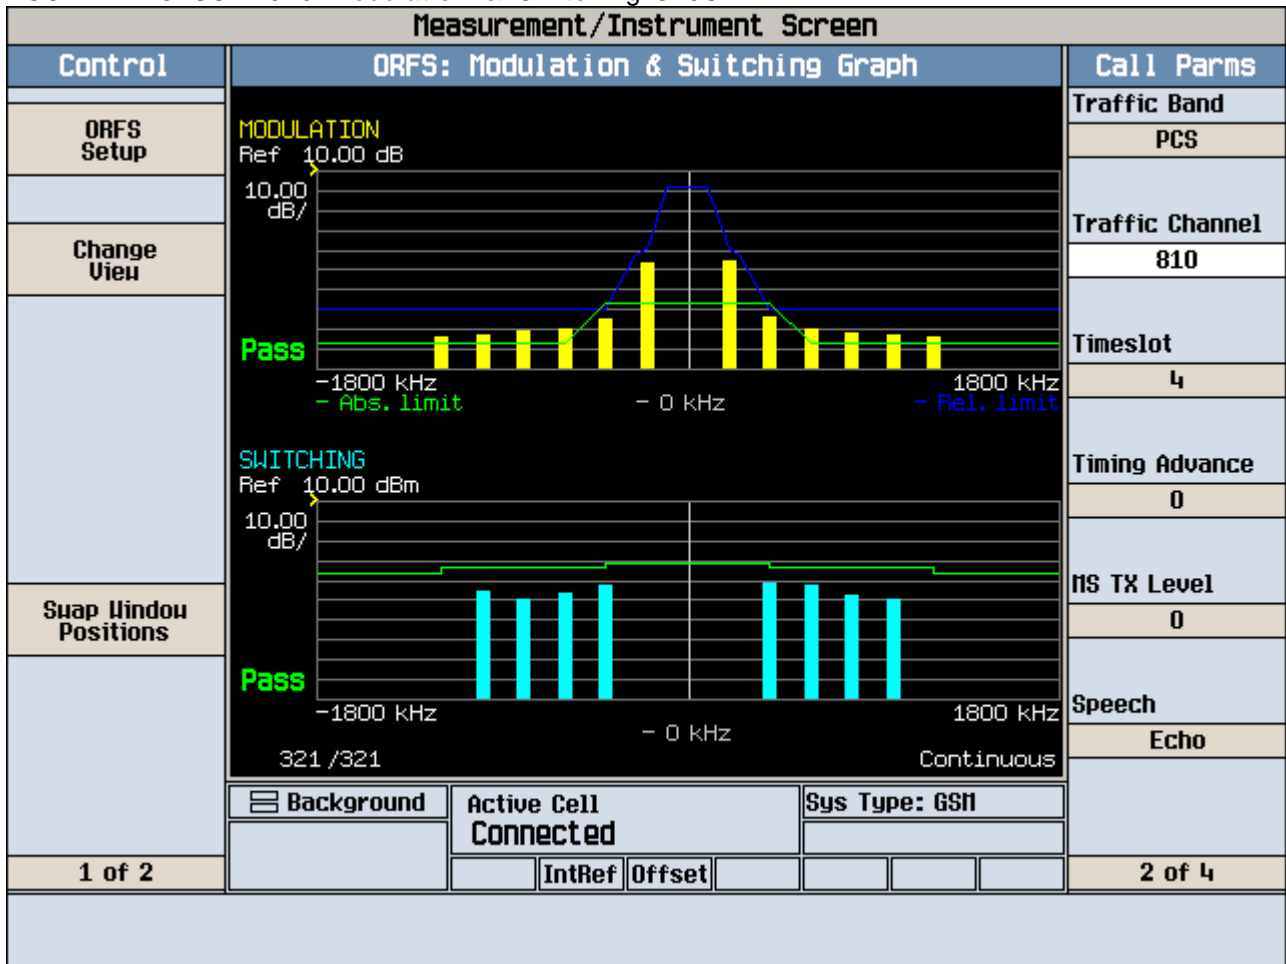 Measurement/Instrument Screen
Control
ORFS: Modulation & Switching Graph
Call Parms
ORFS
Setup
Change
View
Swap Window
Positions
1 of 2
MODULATION
Ref 10.00 dB
10.00
dB/
Pass
-1800 kHz
1800 kHz
- Abs. limit
- 0 kHz
- Rel. limit
SWITCHING
Ref 10.00 dBm
10.00
dB/
Pass
-1800 kHz
1800 kHz
- 0 kHz
321 /321
Continuous
Background
Active Cell
Connected
Sys Type: GSM
IntRef
Offset
Traffic Band
PCS
Traffic Channel
810
Timeslot
4
Timing Advance
0
MS TX Level
0
Speech
Echo
2 of 4